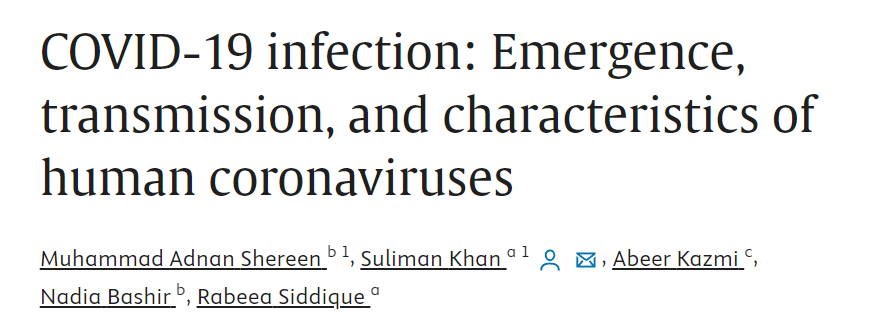 COVID-19 infection: Emergence,
transmission, and characteristics of
human coronaviruses
Muhammad Adnan Shereen b 1, Suliman Khan a 1 , Abeer Kazmi c,
Nadia Bashir b, Rabeea Siddique a